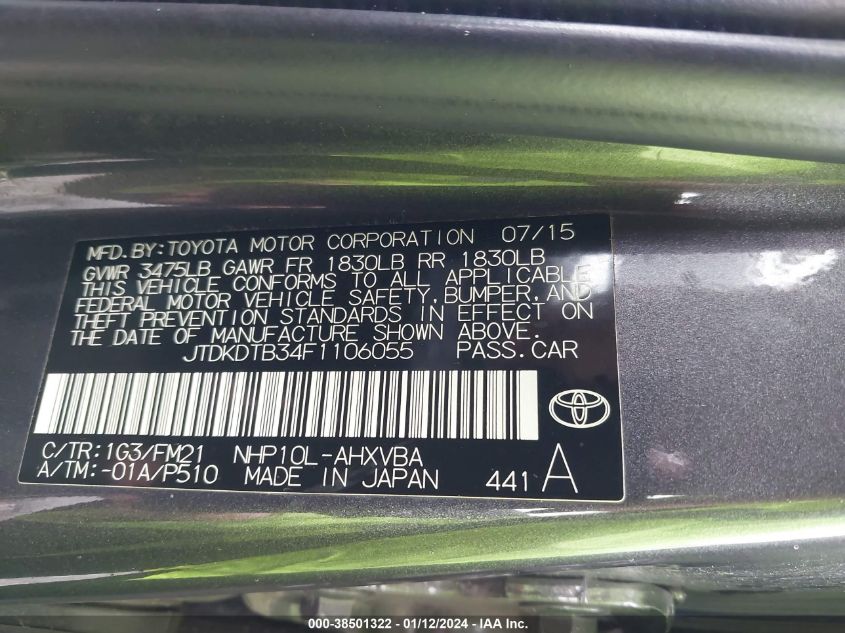 MFD. BY: TOYOTA MOTOR CORPORATION 07/15
GVWR 3475LB GAWR FR 1830LB RR 1830LB
THIS VEHICLE CONFORMS TO ALL APPLICABLE
FEDERAL MOTOR VEHICLE SAFETY, BUMPER, AND
THEFT PREVENTION STANDARDS IN EFFECT ON
THE DATE OF MANUFACTURE SHOWN ABOVE.
JTDKDTB34F1106055 PASS. CAR
C/TR: 1G3/FM21 NHP10L-AHXVBA
A/TM: -01A/P510 MADE IN JAPAN 441 A
000-38501322 - 01/12/2024 - IAA Inc.